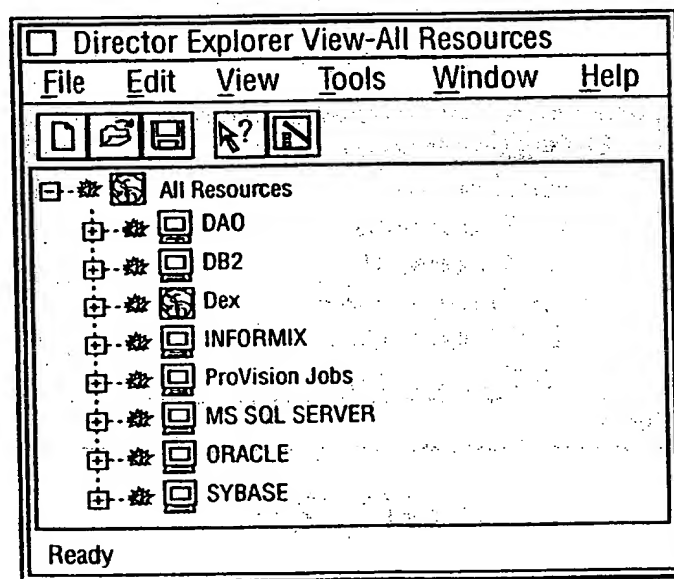 Director Explorer View-All Resources
File Edit View Tools Window Help
?
All Resources
DAO
DB2
Dex
INFORMIX
ProVision Jobs
MS SQL SERVER
ORACLE
SYBASE
Ready